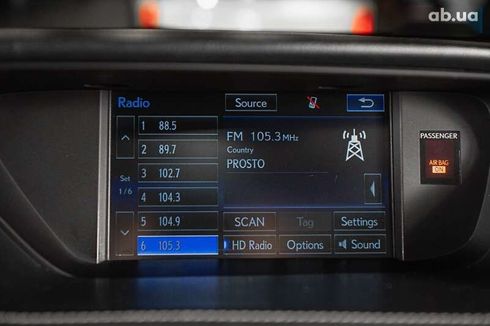 ab.ua
Radio
Source
1 88.5
2 89.7
3 102.7
4 104.3
5 104.9
6 105.3
Set
1/6
FM 105.3 MHz
Country
PROSTO
SCAN
Tag
Settings
HD Radio
Options
Sound
PASSENGER
AIR BAG
ON